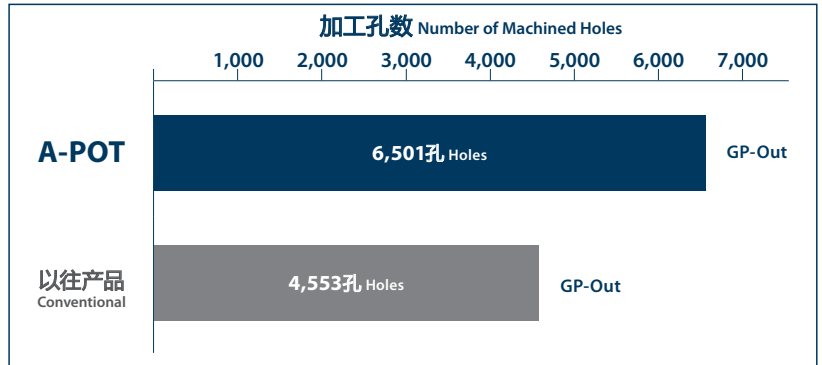 加工孔数 Number of Machined Holes
1,000 2,000 3,000 4,000 5,000 6,000 7,000
A-POT
6,501孔 Holes
GP-Out
以往产品
Conventional
4,553孔 Holes
GP-Out